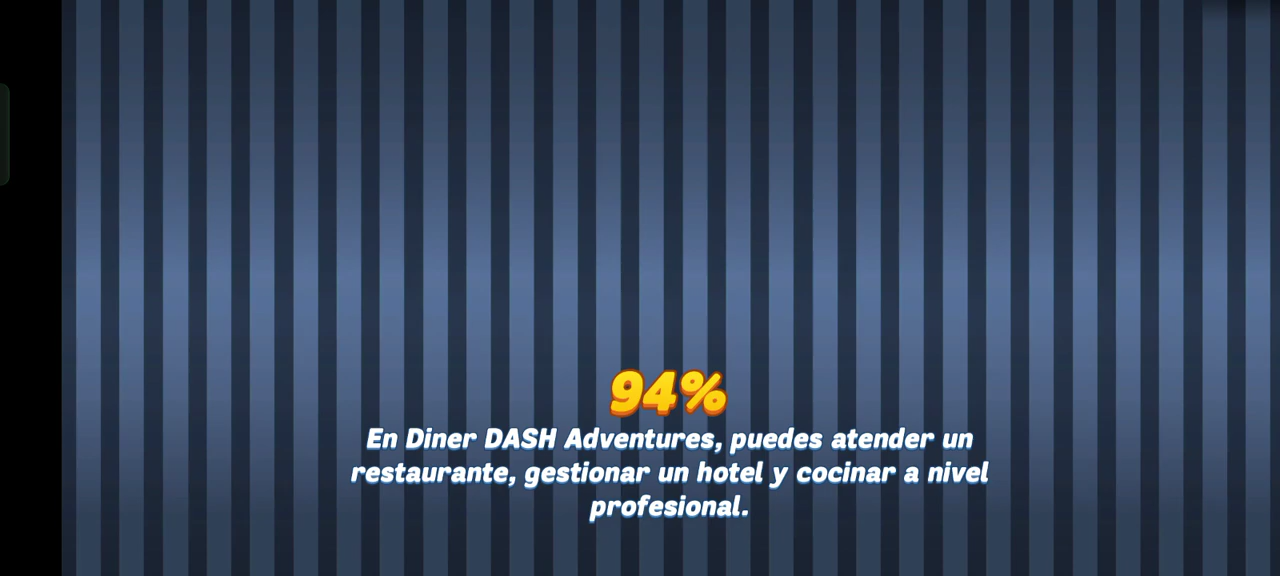 94%
En Diner DASH Adventures, puedes atender un
restaurante, gestionar un hotel y cocinar a nivel
profesional.